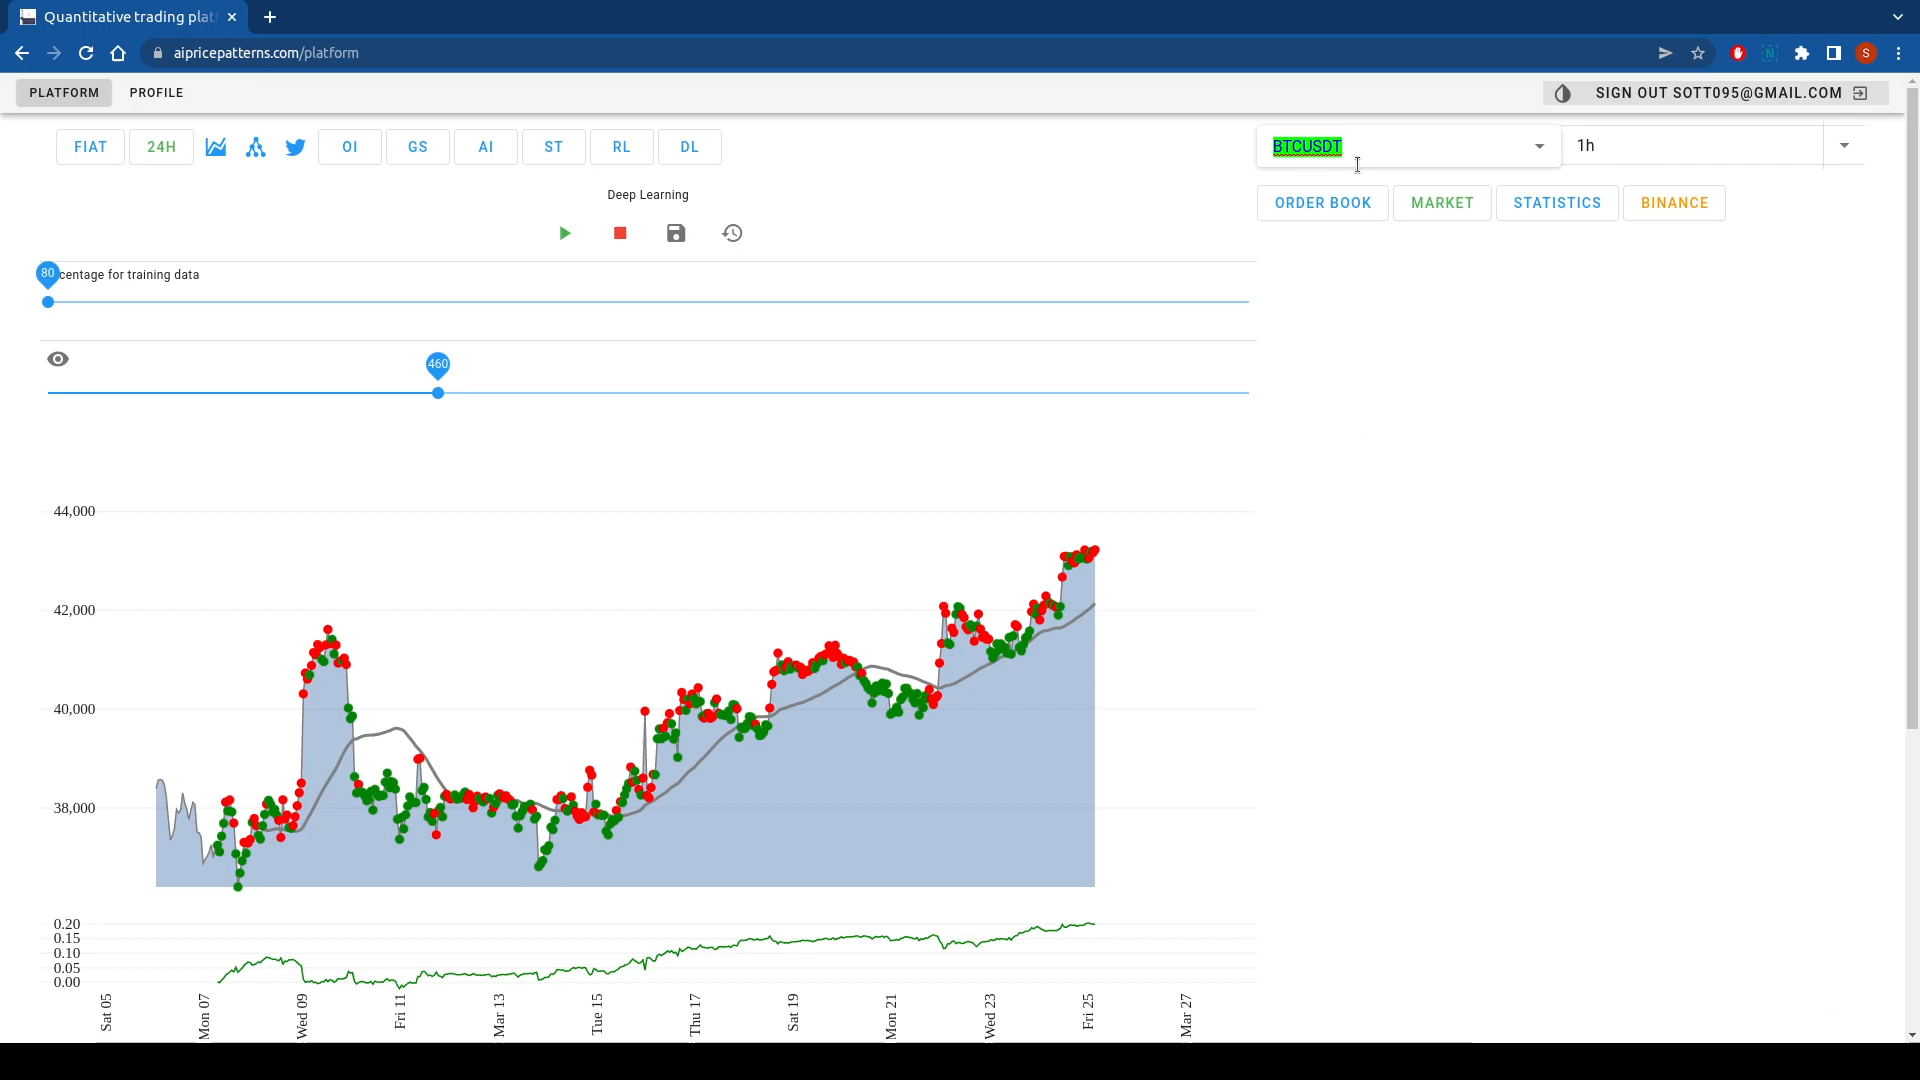 Quantitative trading plat
aipricepatterns.com/platform
S
PLATFORM PROFILE
SIGN OUT SOTT095@GMAIL.COM
FIAT 24H OI GS AI ST RL DL
BTCUSDT 1h
Deep Learning
ORDER BOOK MARKET STATISTICS BINANCE
80 centage for training data
460
44,000
42,000
40,000
38,000
0.20
0.15
0.10
0.05
0.00
Sat 05 Mon 07 Wed 09 Fri 11 Mar 13 Tue 15 Thu 17 Sat 19 Mon 21 Wed 23 Fri 25 Mar 27